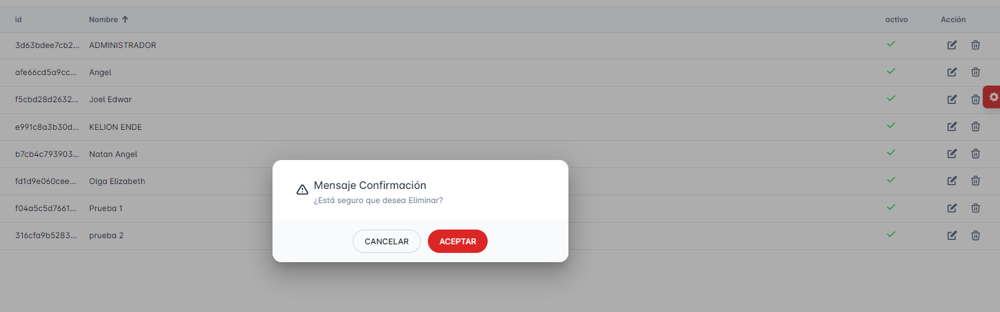 id Nombre activo Acción
3d63bdee7cb2... ADMINISTRADOR
afe66cd5a9cc... Angel
f5cbd28d2632... Joel Edwar
e991c8a3b30d... KELION ENDE
b7cb4c793903... Natan Angel
fd1d9e060cee... Olga Elizabeth
f04a5c5d7661... Prueba 1
316cfa9b5283... prueba 2
Mensaje Confirmación
¿Está seguro que desea Eliminar?
CANCELAR ACEPTAR